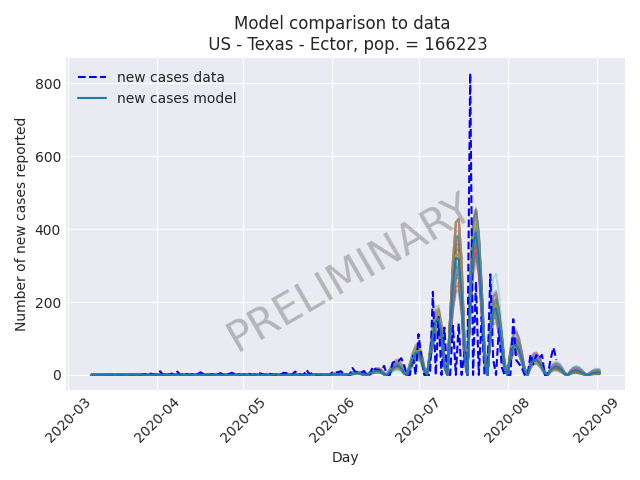 Model comparison to data
US - Texas - Ector, pop. = 166223
new cases data
new cases model
Number of new cases reported
800
600
400
200
0
PRELIMINARY
2020-03
2020-04
2020-05
2020-06
2020-07
2020-08
2020-09
Day